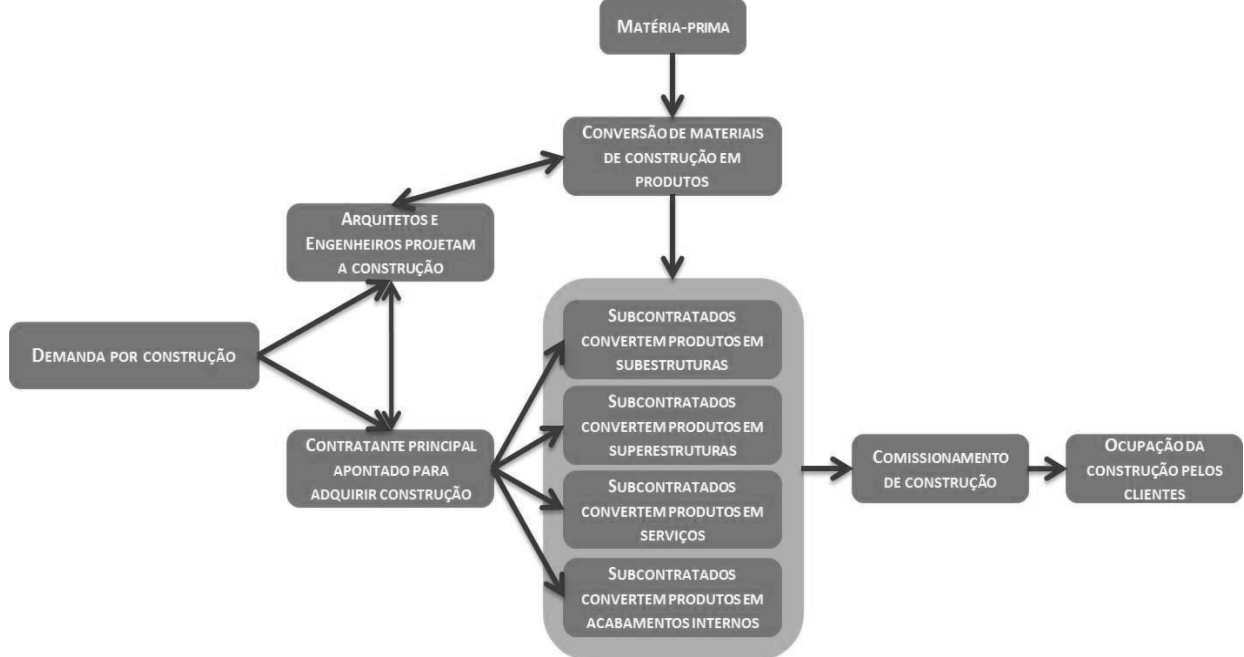 MATÉRIA-PRIMA
CONVERSÃO DE MATERIAIS
DE CONSTRUÇÃO EM
PRODUTOS
ARQUITETOS E
ENGENHEIROS PROJETAM
A CONSTRUÇÃO
DEMANDA POR CONSTRUÇÃO
CONTRATANTE PRINCIPAL
APONTADO PARA
ADQUIRIR CONSTRUÇÃO
SUBCONTRATADOS
CONVERTEM PRODUTOS EM
SUBESTRUTURAS
SUBCONTRATADOS
CONVERTEM PRODUTOS EM
SUPERESTRUTURAS
SUBCONTRATADOS
CONVERTEM PRODUTOS EM
SERVIÇOS
SUBCONTRATADOS
CONVERTEM PRODUTOS EM
ACABAMENTOS INTERNOS
COMISSIONAMENTO
DE CONSTRUÇÃO
OCUPAÇÃO DA
CONSTRUÇÃO PELOS
CLIENTES